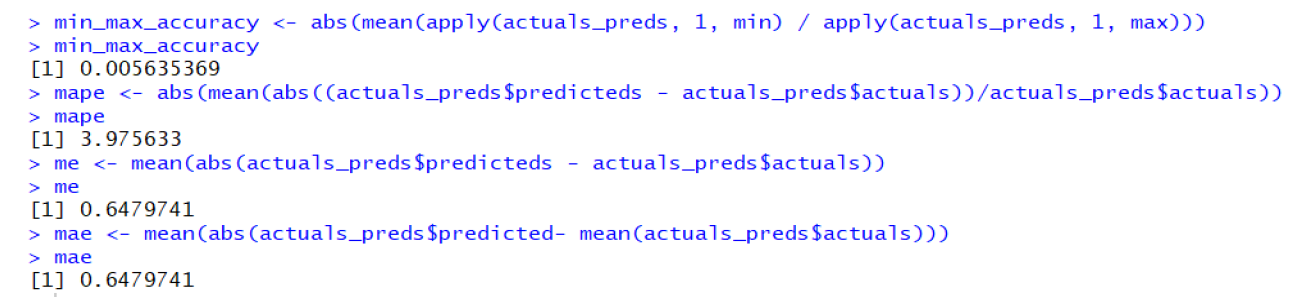 > min_max_accuracy <- abs(mean(apply(actuals_preds, 1, min) / apply(actuals_preds, 1, max)))
> min_max_accuracy
[1] 0.005635369
> mape <- abs(mean(abs((actuals_preds$predicteds - actuals_preds$actuals))/actuals_preds$actuals))
> mape
[1] 3.975633
> me <- mean(abs(actuals_preds$predicteds - actuals_preds$actuals))
> me
[1] 0.6479741
> mae <- mean(abs(actuals_preds$predicted- mean(actuals_preds$actuals)))
> mae
[1] 0.6479741